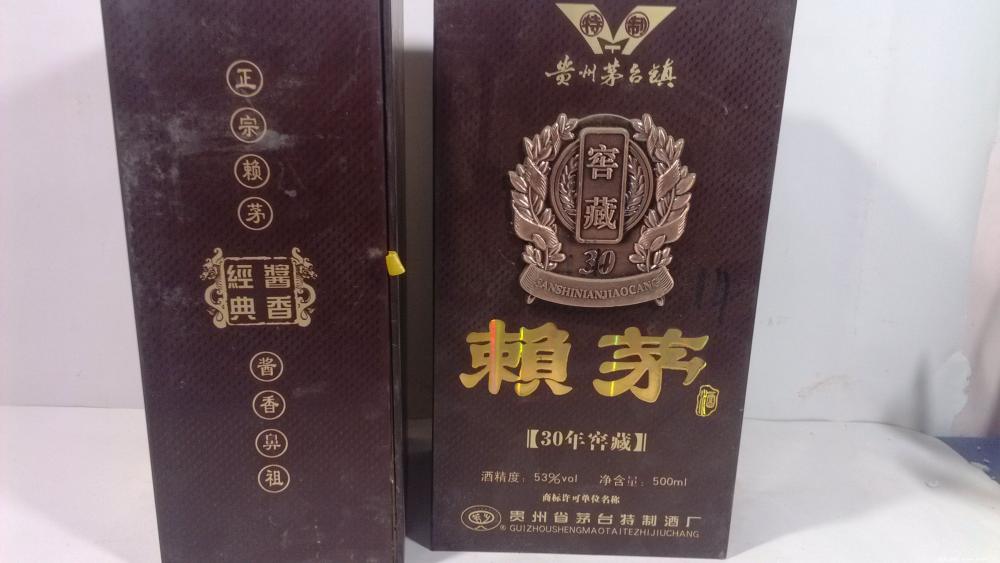 正宗赖茅
醬香
經典
酱香鼻祖
特制
贵州茅台镇
窖藏
30
SANSHINIANJIAOCANG
賴茅
酒
【30年窖藏】
酒精度：53%vol 净含量：500ml
商标许可单位名称
贵州省茅台特制酒厂
® GUIZHOUSHENGMAOTAITEZHIJIUCHANG